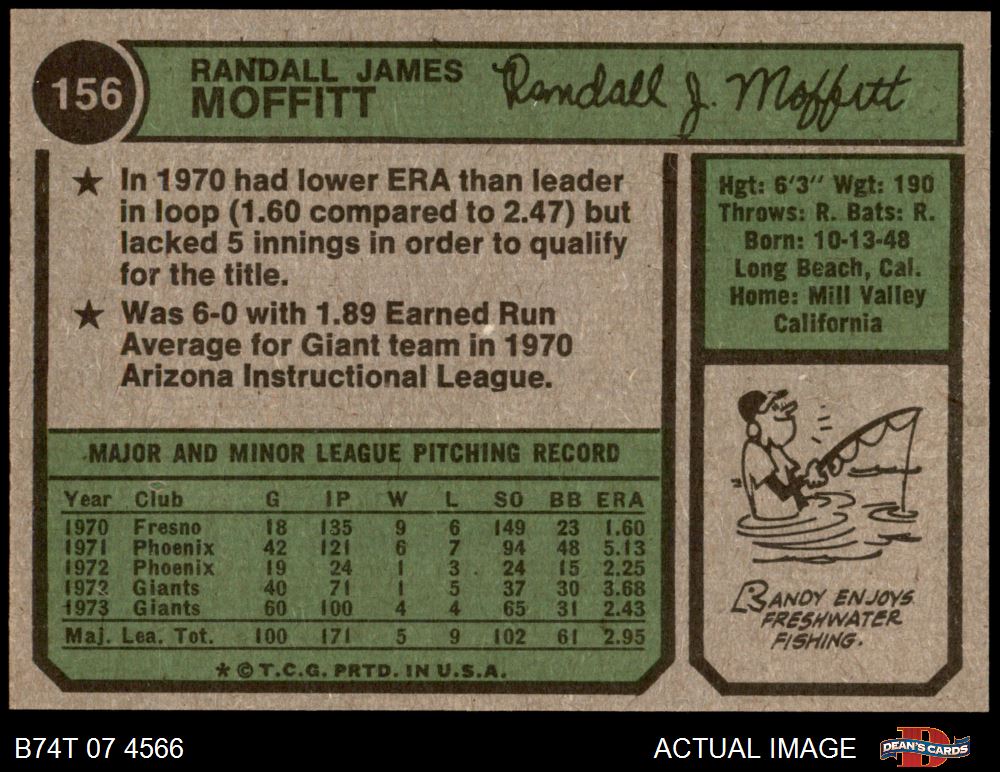 156
RANDALL JAMES
MOFFITT
Randall J. Moffitt
★ In 1970 had lower ERA than leader
in loop (1.60 compared to 2.47) but
lacked 5 innings in order to qualify
for the title.
★ Was 6-0 with 1.89 Earned Run
Average for Giant team in 1970
Arizona Instructional League.
Hgt: 6'3" Wgt: 190
Throws: R. Bats: R.
Born: 10-13-48
Long Beach, Cal.
Home: Mill Valley
California
MAJOR AND MINOR LEAGUE PITCHING RECORD
Year Club G IP W L SO BB ERA
1970 Fresno 18 135 9 6 149 23 1.60
1971 Phoenix 42 121 6 7 94 48 5.13
1972 Phoenix 19 24 1 3 24 15 2.25
1972 Giants 40 71 1 5 37 30 3.68
1973 Giants 60 100 4 4 65 31 2.43
Maj. Lea. Tot. 100 171 5 9 102 61 2.95
★ © T.C.G. PRTD. IN U.S.A.
RANDY ENJOYS
FRESHWATER
FISHING.
B74T 07 4566
ACTUAL IMAGE
D
DEAN'S CARDS